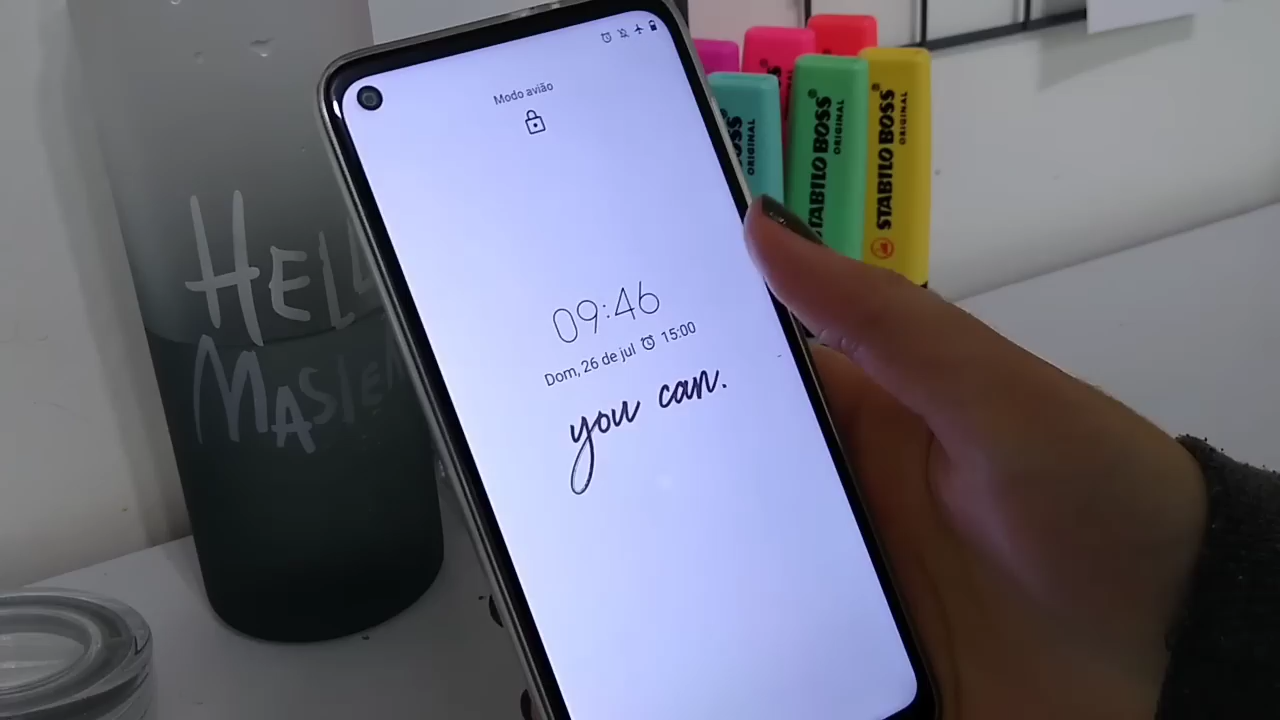 Modo avião
09:46
Dom, 26 de jul 15:00
you can.
HELL
MASTER
ORIGINAL
STABILO BOSS
ORIGINAL
STABILO BOSS
ORIGINAL